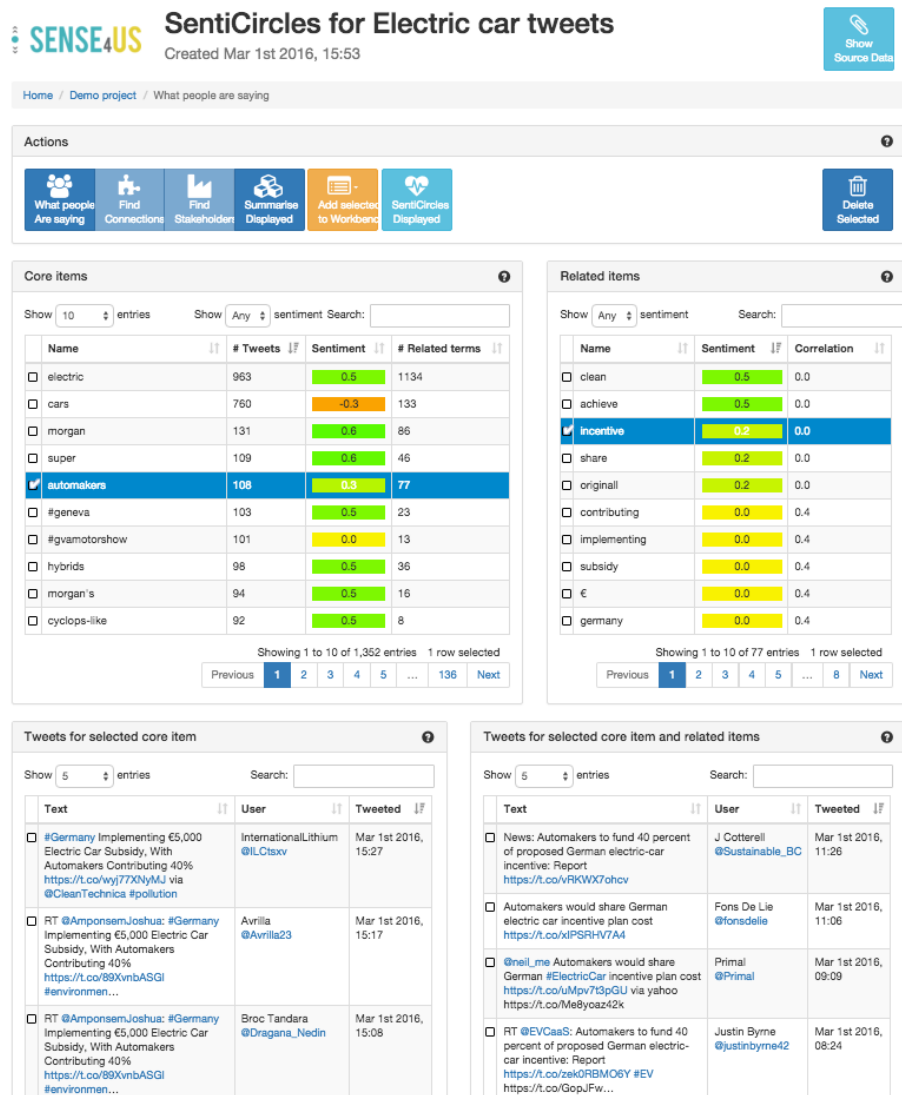 SENSE4US
SentiCircles for Electric car tweets
Created Mar 1st 2016, 15:53
Show
Source Data
Home / Demo project / What people are saying
Actions
What people
Are saying
Find
Connections
Find
Stakeholders
Summarise
Displayed
Add selected
to Workbench
SentiCircles
Displayed
Delete
Selected
Core items
Show 10 entries Show Any sentiment Search:
Name # Tweets Sentiment # Related terms
electric 963 0.5 1134
cars 760 -0.3 133
morgan 131 0.6 86
super 109 0.6 46
automakers 108 0.3 77
#geneva 103 0.5 23
#gvamotorshow 101 0.0 13
hybrids 98 0.5 36
morgan's 94 0.5 16
cyclops-like 92 0.5 8
Showing 1 to 10 of 1,352 entries 1 row selected
Previous 1 2 3 4 5 ... 136 Next
Related items
Show Any sentiment Search:
Name Sentiment Correlation
clean 0.5 0.0
achieve 0.5 0.0
incentive 0.2 0.0
share 0.2 0.0
originall 0.2 0.0
contributing 0.0 0.4
implementing 0.0 0.4
subsidy 0.0 0.4
€ 0.0 0.4
germany 0.0 0.4
Showing 1 to 10 of 77 entries 1 row selected
Previous 1 2 3 4 5 ... 8 Next
Tweets for selected core item
Show 5 entries Search:
Text User Tweeted
#Germany Implementing €5,000 InternationalLithium Mar 1st 2016,
Electric Car Subsidy, With @ILCtsxv 15:27
Automakers Contributing 40%
https://t.co/wyj77XNyMJ via
@CleanTechnica #pollution
RT @AmponsemJoshua: #Germany Avrilla Mar 1st 2016,
Implementing €5,000 Electric Car @Avrilla23 15:17
Subsidy, With Automakers
Contributing 40%
https://t.co/89XvnbASGl
#environmen...
RT @AmponsemJoshua: #Germany Broc Tandara Mar 1st 2016,
Implementing €5,000 Electric Car @Dragana_Nedin 15:08
Subsidy, With Automakers
Contributing 40%
https://t.co/89XvnbASGl
#environmen...
Tweets for selected core item and related items
Show 5 entries Search:
Text User Tweeted
News: Automakers to fund 40 percent J Cotterell Mar 1st 2016,
of proposed German electric-car @Sustainable_BC 11:26
incentive: Report
https://t.co/vRKWX7ohcv
Automakers would share German Fons De Lie Mar 1st 2016,
electric car incentive plan cost @fonsdelie 11:06
https://t.co/xIPSRHV7A4
@neil_me Automakers would share Primal Mar 1st 2016,
German #ElectricCar incentive plan cost @Primal 09:09
https://t.co/uMpv7t3pGU via yahoo
https://t.co/Me8yoaz42k
RT @EVCaaS: Automakers to fund 40 Justin Byrne Mar 1st 2016,
percent of proposed German electric- @justinbyrne42 08:24
car incentive: Report
https://t.co/zek0RBMO6Y #EV
https://t.co/GopJFw...